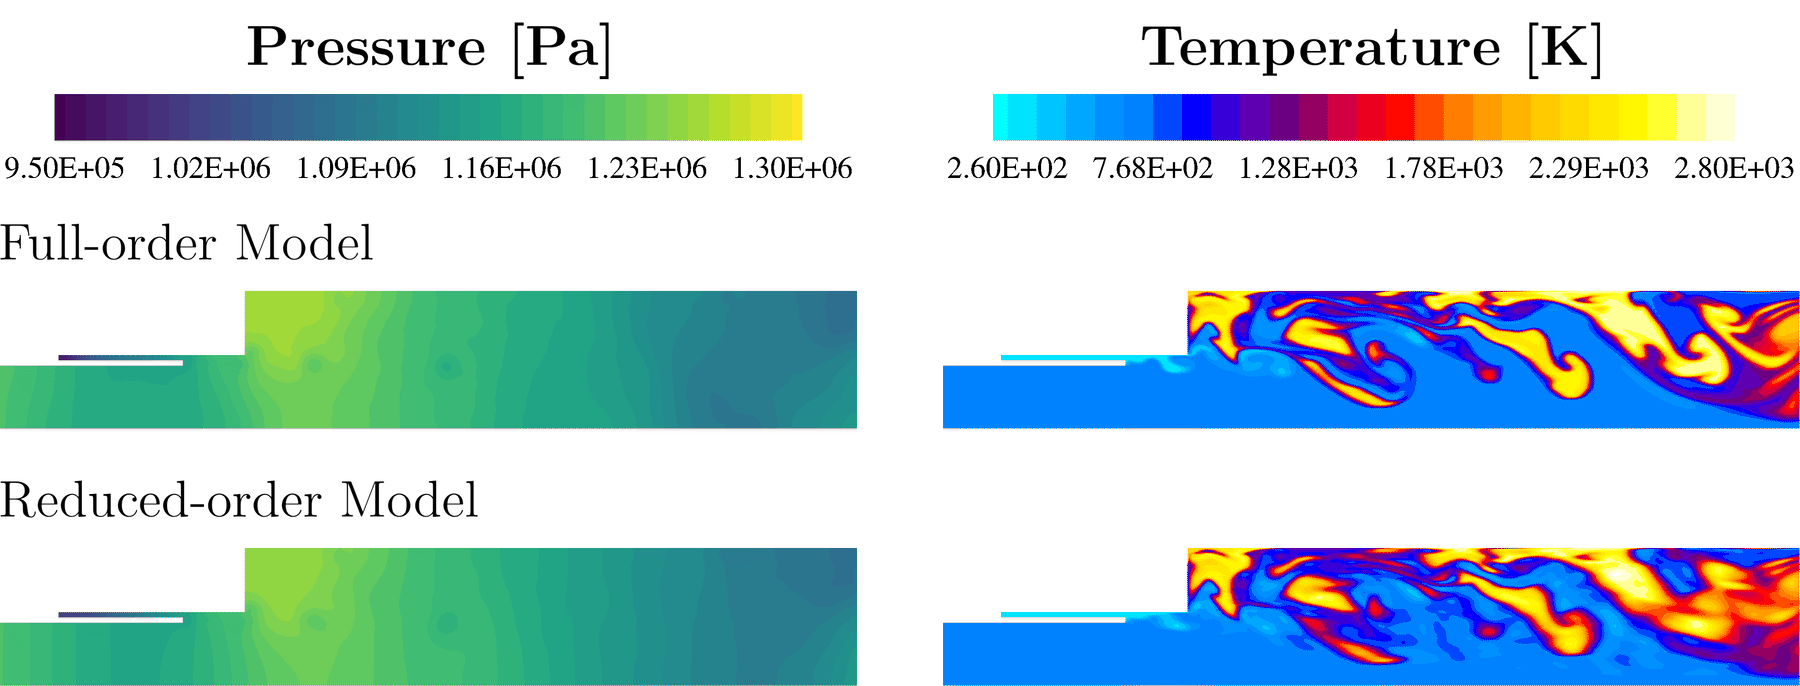 Pressure [Pa]
Temperature [K]
9.50E+05 1.02E+06 1.09E+06 1.16E+06 1.23E+06 1.30E+06
2.60E+02 7.68E+02 1.28E+03 1.78E+03 2.29E+03 2.80E+03
Full-order Model
Reduced-order Model